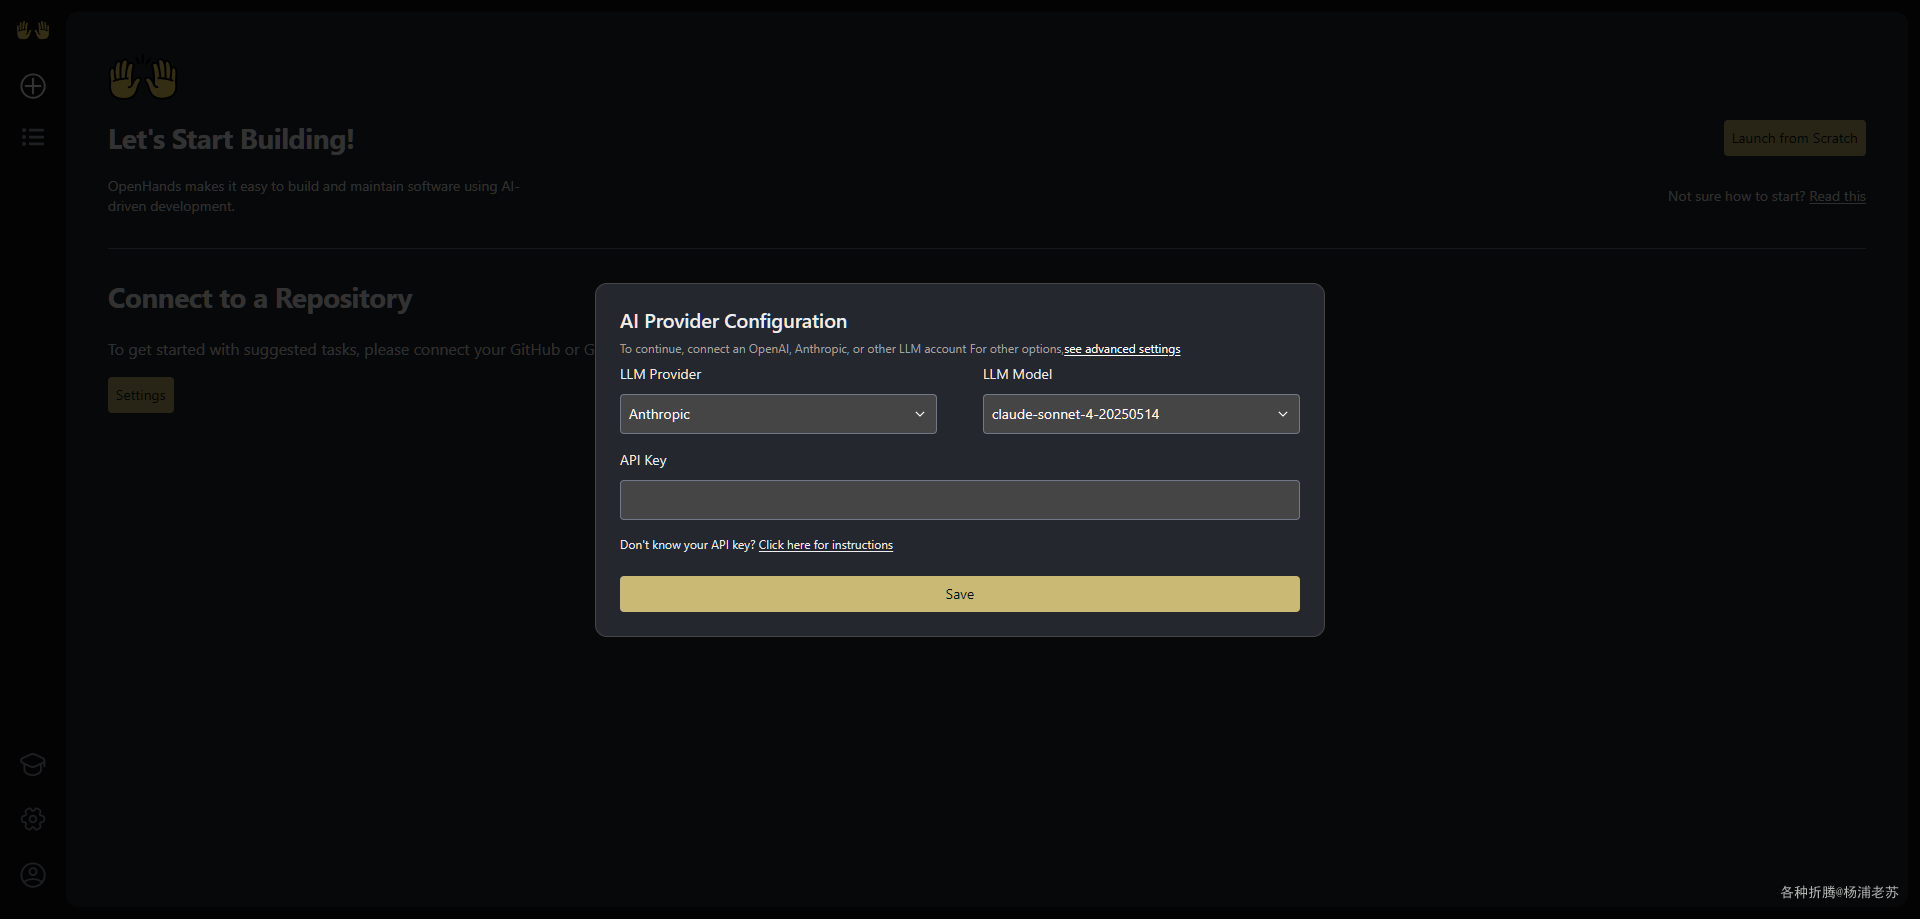 Let's Start Building!
Launch from Scratch
OpenHands makes it easy to build and maintain software using AI-
driven development.
Not sure how to start? Read this
Connect to a Repository
To get started with suggested tasks, please connect your GitHub or G
Settings
AI Provider Configuration
To continue, connect an OpenAI, Anthropic, or other LLM account For other options,see advanced settings
LLM Provider
LLM Model
Anthropic
claude-sonnet-4-20250514
API Key
Don't know your API key? Click here for instructions
Save
各种折腾@杨浦老苏